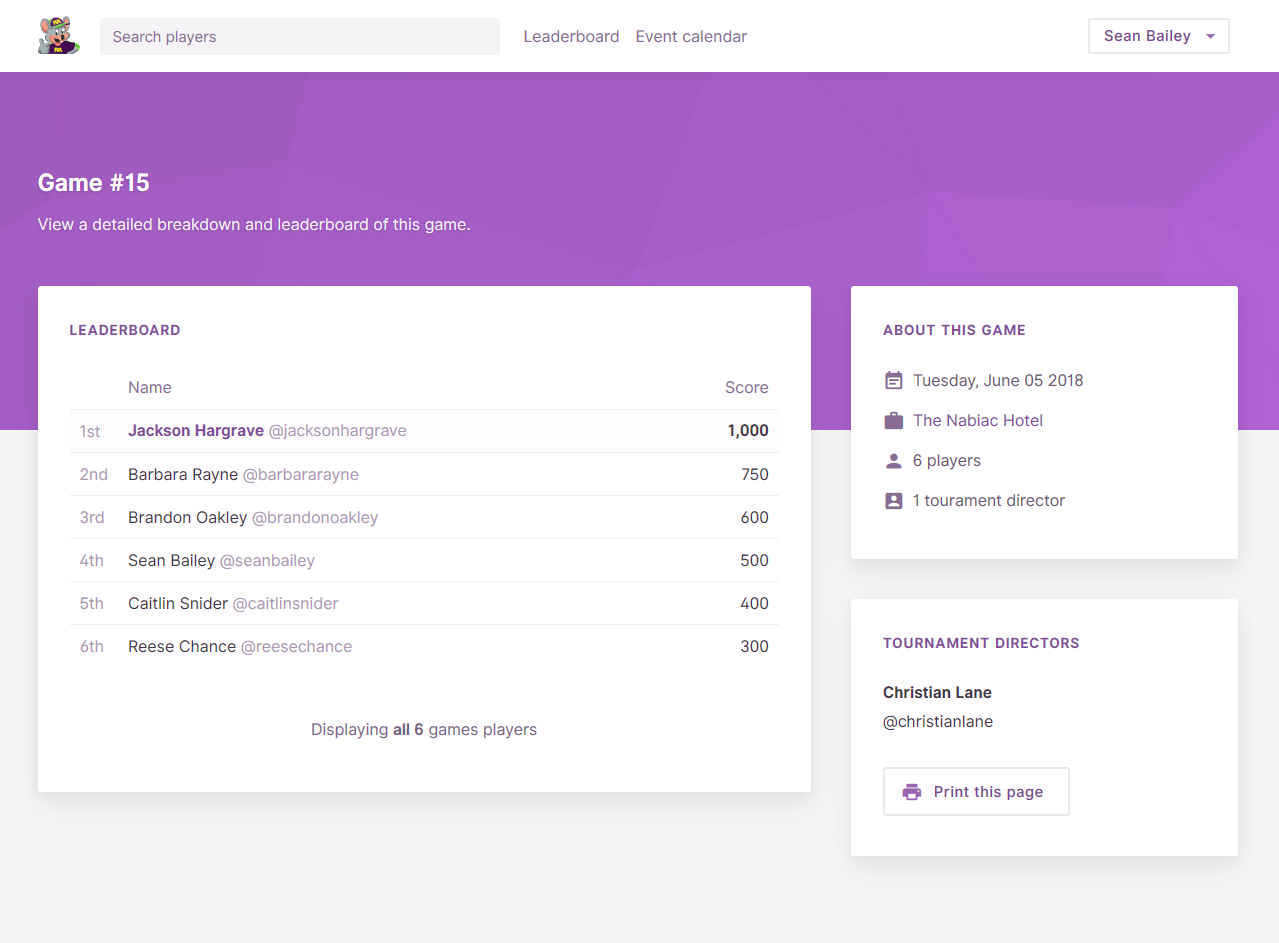 Search players
Leaderboard
Event calendar
Sean Bailey
Game #15
View a detailed breakdown and leaderboard of this game.
LEADERBOARD
Name Score
1st Jackson Hargrave @jacksonhargrave 1,000
2nd Barbara Rayne @barbararayne 750
3rd Brandon Oakley @brandonoakley 600
4th Sean Bailey @seanbailey 500
5th Caitlin Snider @caitlinsnider 400
6th Reese Chance @reesechance 300
Displaying all 6 games players
ABOUT THIS GAME
Tuesday, June 05 2018
The Nabiac Hotel
6 players
1 tourament director
TOURNAMENT DIRECTORS
Christian Lane
@christianlane
Print this page